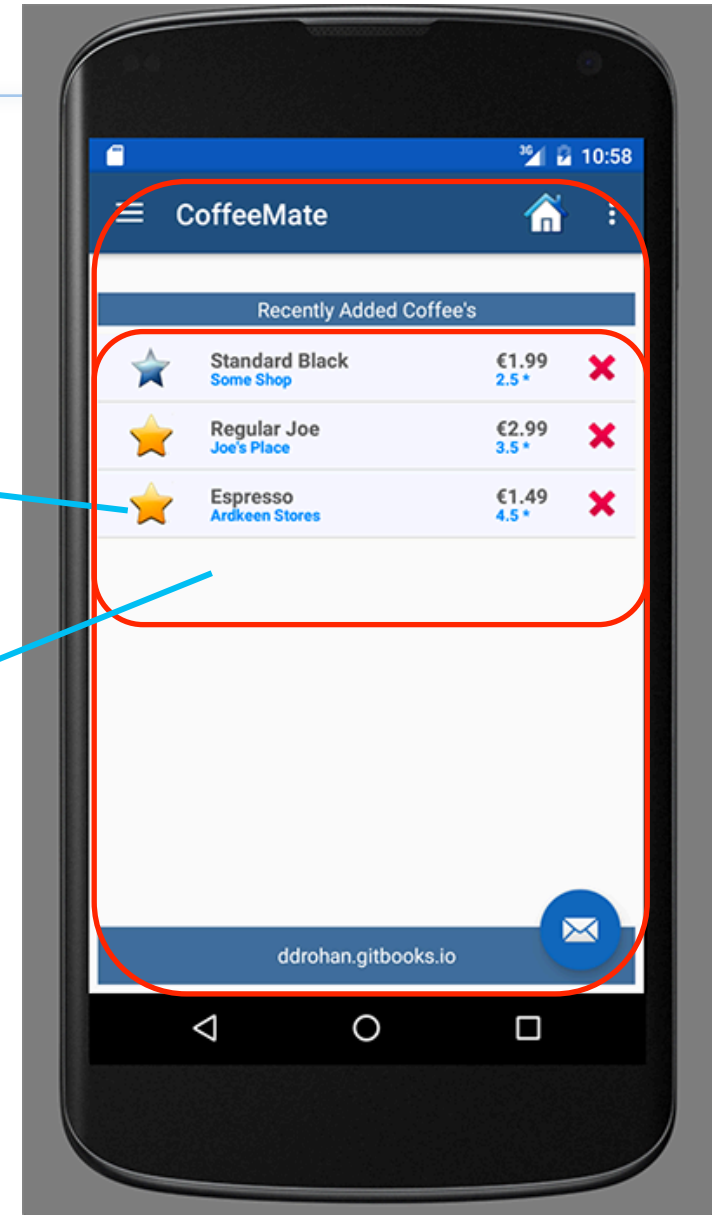 3G 10:58
CoffeeMate
Recently Added Coffee's
Standard Black €1.99
Some Shop 2.5 *
Regular Joe €2.99
Joe's Place 3.5 *
Espresso €1.49
Ardkeen Stores 4.5 *
ddrohan.gitbooks.io